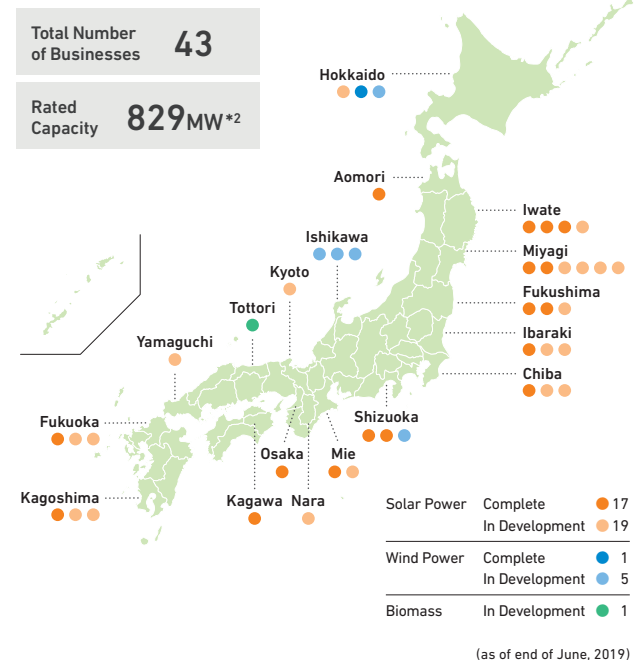 Total Number
of Businesses
43
Rated
Capacity
829MW*2
Hokkaido
Aomori
Iwate
Ishikawa
Miyagi
Kyoto
Fukushima
Tottori
Ibaraki
Yamaguchi
Chiba
Shizuoka
Fukuoka
Osaka
Mie
Kagoshima
Kagawa
Nara
Solar Power Complete 17
In Development 19
Wind Power Complete 1
In Development 5
Biomass In Development 1
(as of end of June, 2019)